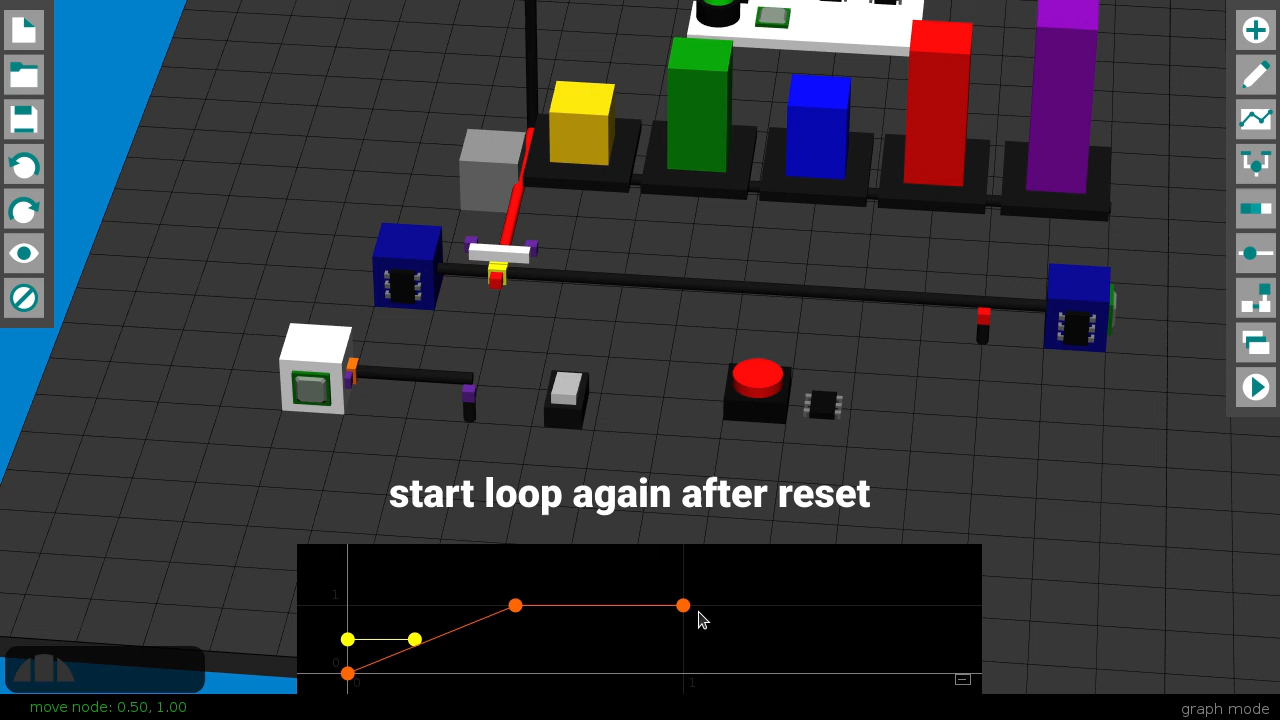 start loop again after reset
1
0
0
1
move node: 0.50, 1.00
graph mode